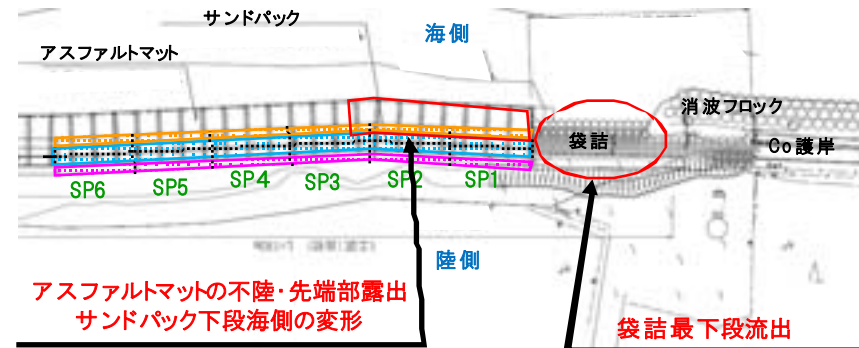 サンドパック
海側
アスファルトマット
消波フロック
袋詰
Co護岸
SP6 SP5 SP4 SP3 SP2 SP1
陸側
アスファルトマットの不陸・先端部露出
サンドパック下段海側の変形
袋詰最下段流出